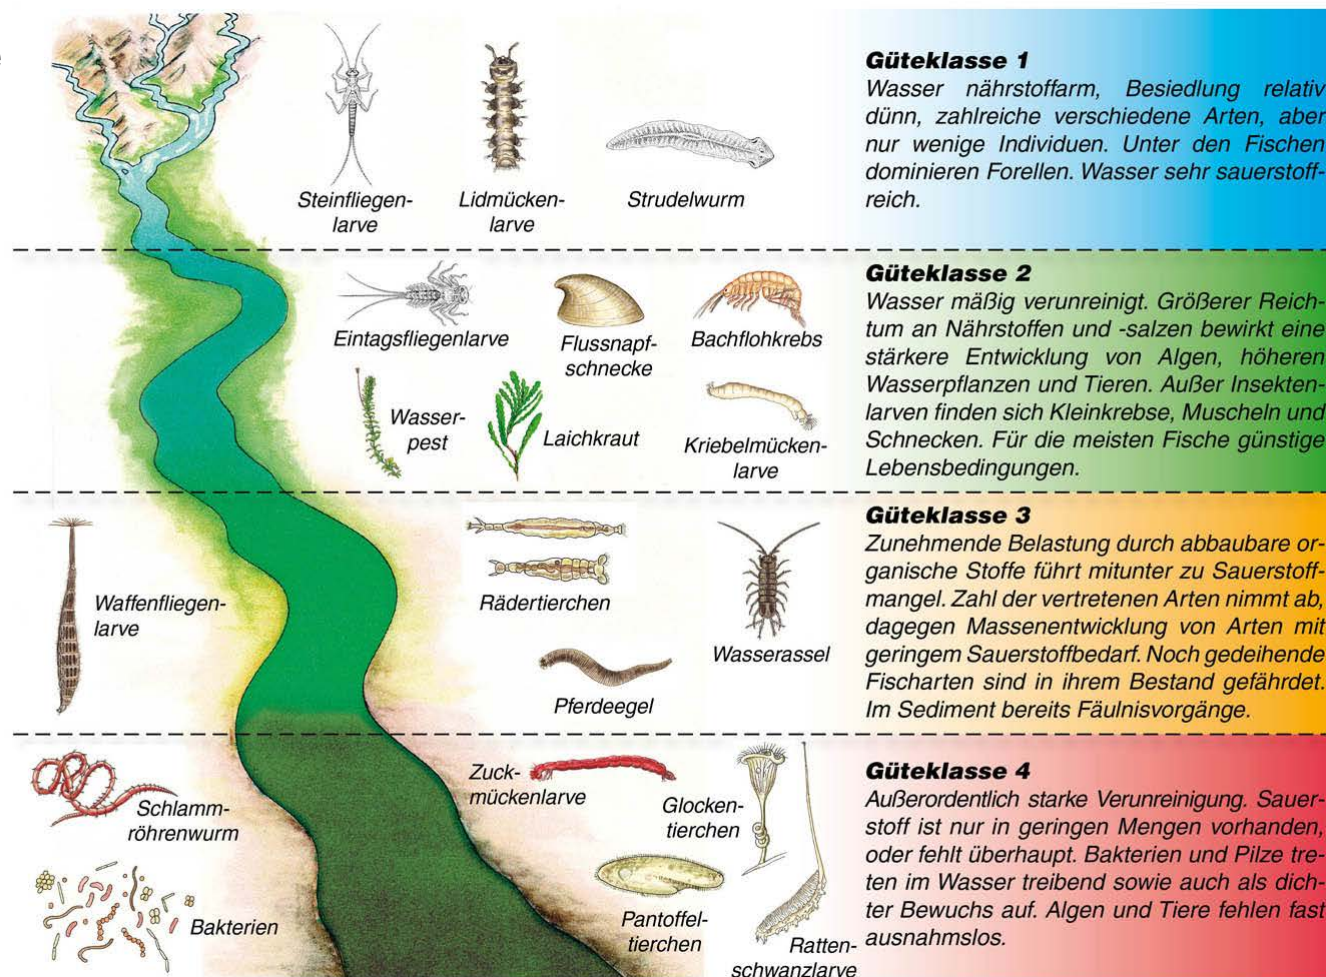 Güteklasse 1
Wasser nährstoffarm, Besiedlung relativ
dünn, zahlreiche verschiedene Arten, aber
nur wenige Individuen. Unter den Fischen
dominieren Forellen. Wasser sehr sauerstoff-
reich.
Steinfliegen-
larve
Lidmücken-
larve
Strudelwurm
Güteklasse 2
Wasser mäßig verunreinigt. Größerer Reich-
tum an Nährstoffen und -salzen bewirkt eine
stärkere Entwicklung von Algen, höheren
Wasserpflanzen und Tieren. Außer Insekten-
larven finden sich Kleinkrebse, Muscheln und
Schnecken. Für die meisten Fische günstige
Lebensbedingungen.
Eintagsfliegenlarve
Flussnapf-
schnecke
Bachflohkrebs
Wasser-
pest
Laichkraut
Kriebelmücken-
larve
Güteklasse 3
Zunehmende Belastung durch abbaubare or-
ganische Stoffe führt mitunter zu Sauerstoff-
mangel. Zahl der vertretenen Arten nimmt ab,
dagegen Massenentwicklung von Arten mit
geringem Sauerstoffbedarf. Noch gedeihende
Fischarten sind in ihrem Bestand gefährdet.
Im Sediment bereits Fäulnisvorgänge.
Waffenfliegen-
larve
Rädertierchen
Wasserassel
Pferdeegel
Güteklasse 4
Außerordentlich starke Verunreinigung. Sauer-
stoff ist nur in geringen Mengen vorhanden,
oder fehlt überhaupt. Bakterien und Pilze tre-
ten im Wasser treibend sowie auch als dich-
ter Bewuchs auf. Algen und Tiere fehlen fast
ausnahmslos.
Schlamm-
röhrenwurm
Zuck-
mückenlarve
Glocken-
tierchen
Bakterien
Pantoffel-
tierchen
Ratten-
schwanzlarve